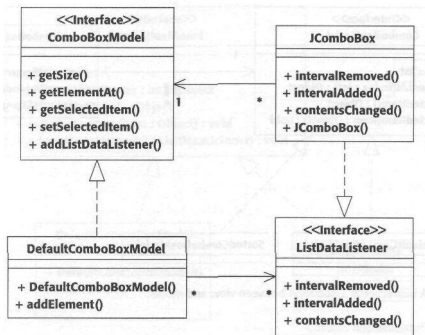 <<Interface>>
ComboBoxModel
+ getSize()
+ getElementAt()
+ getSelectedItem()
+ setSelectedItem()
+ addListDataListener()
JComboBox
+ intervalRemoved()
+ intervalAdded()
+ contentsChanged()
+ JComboBox()
1
*
DefaultComboBoxModel
+ DefaultComboBoxModel()
+ addElement()
*
*
<<Interface>>
ListDataListener
+ intervalRemoved()
+ intervalAdded()
+ contentsChanged()